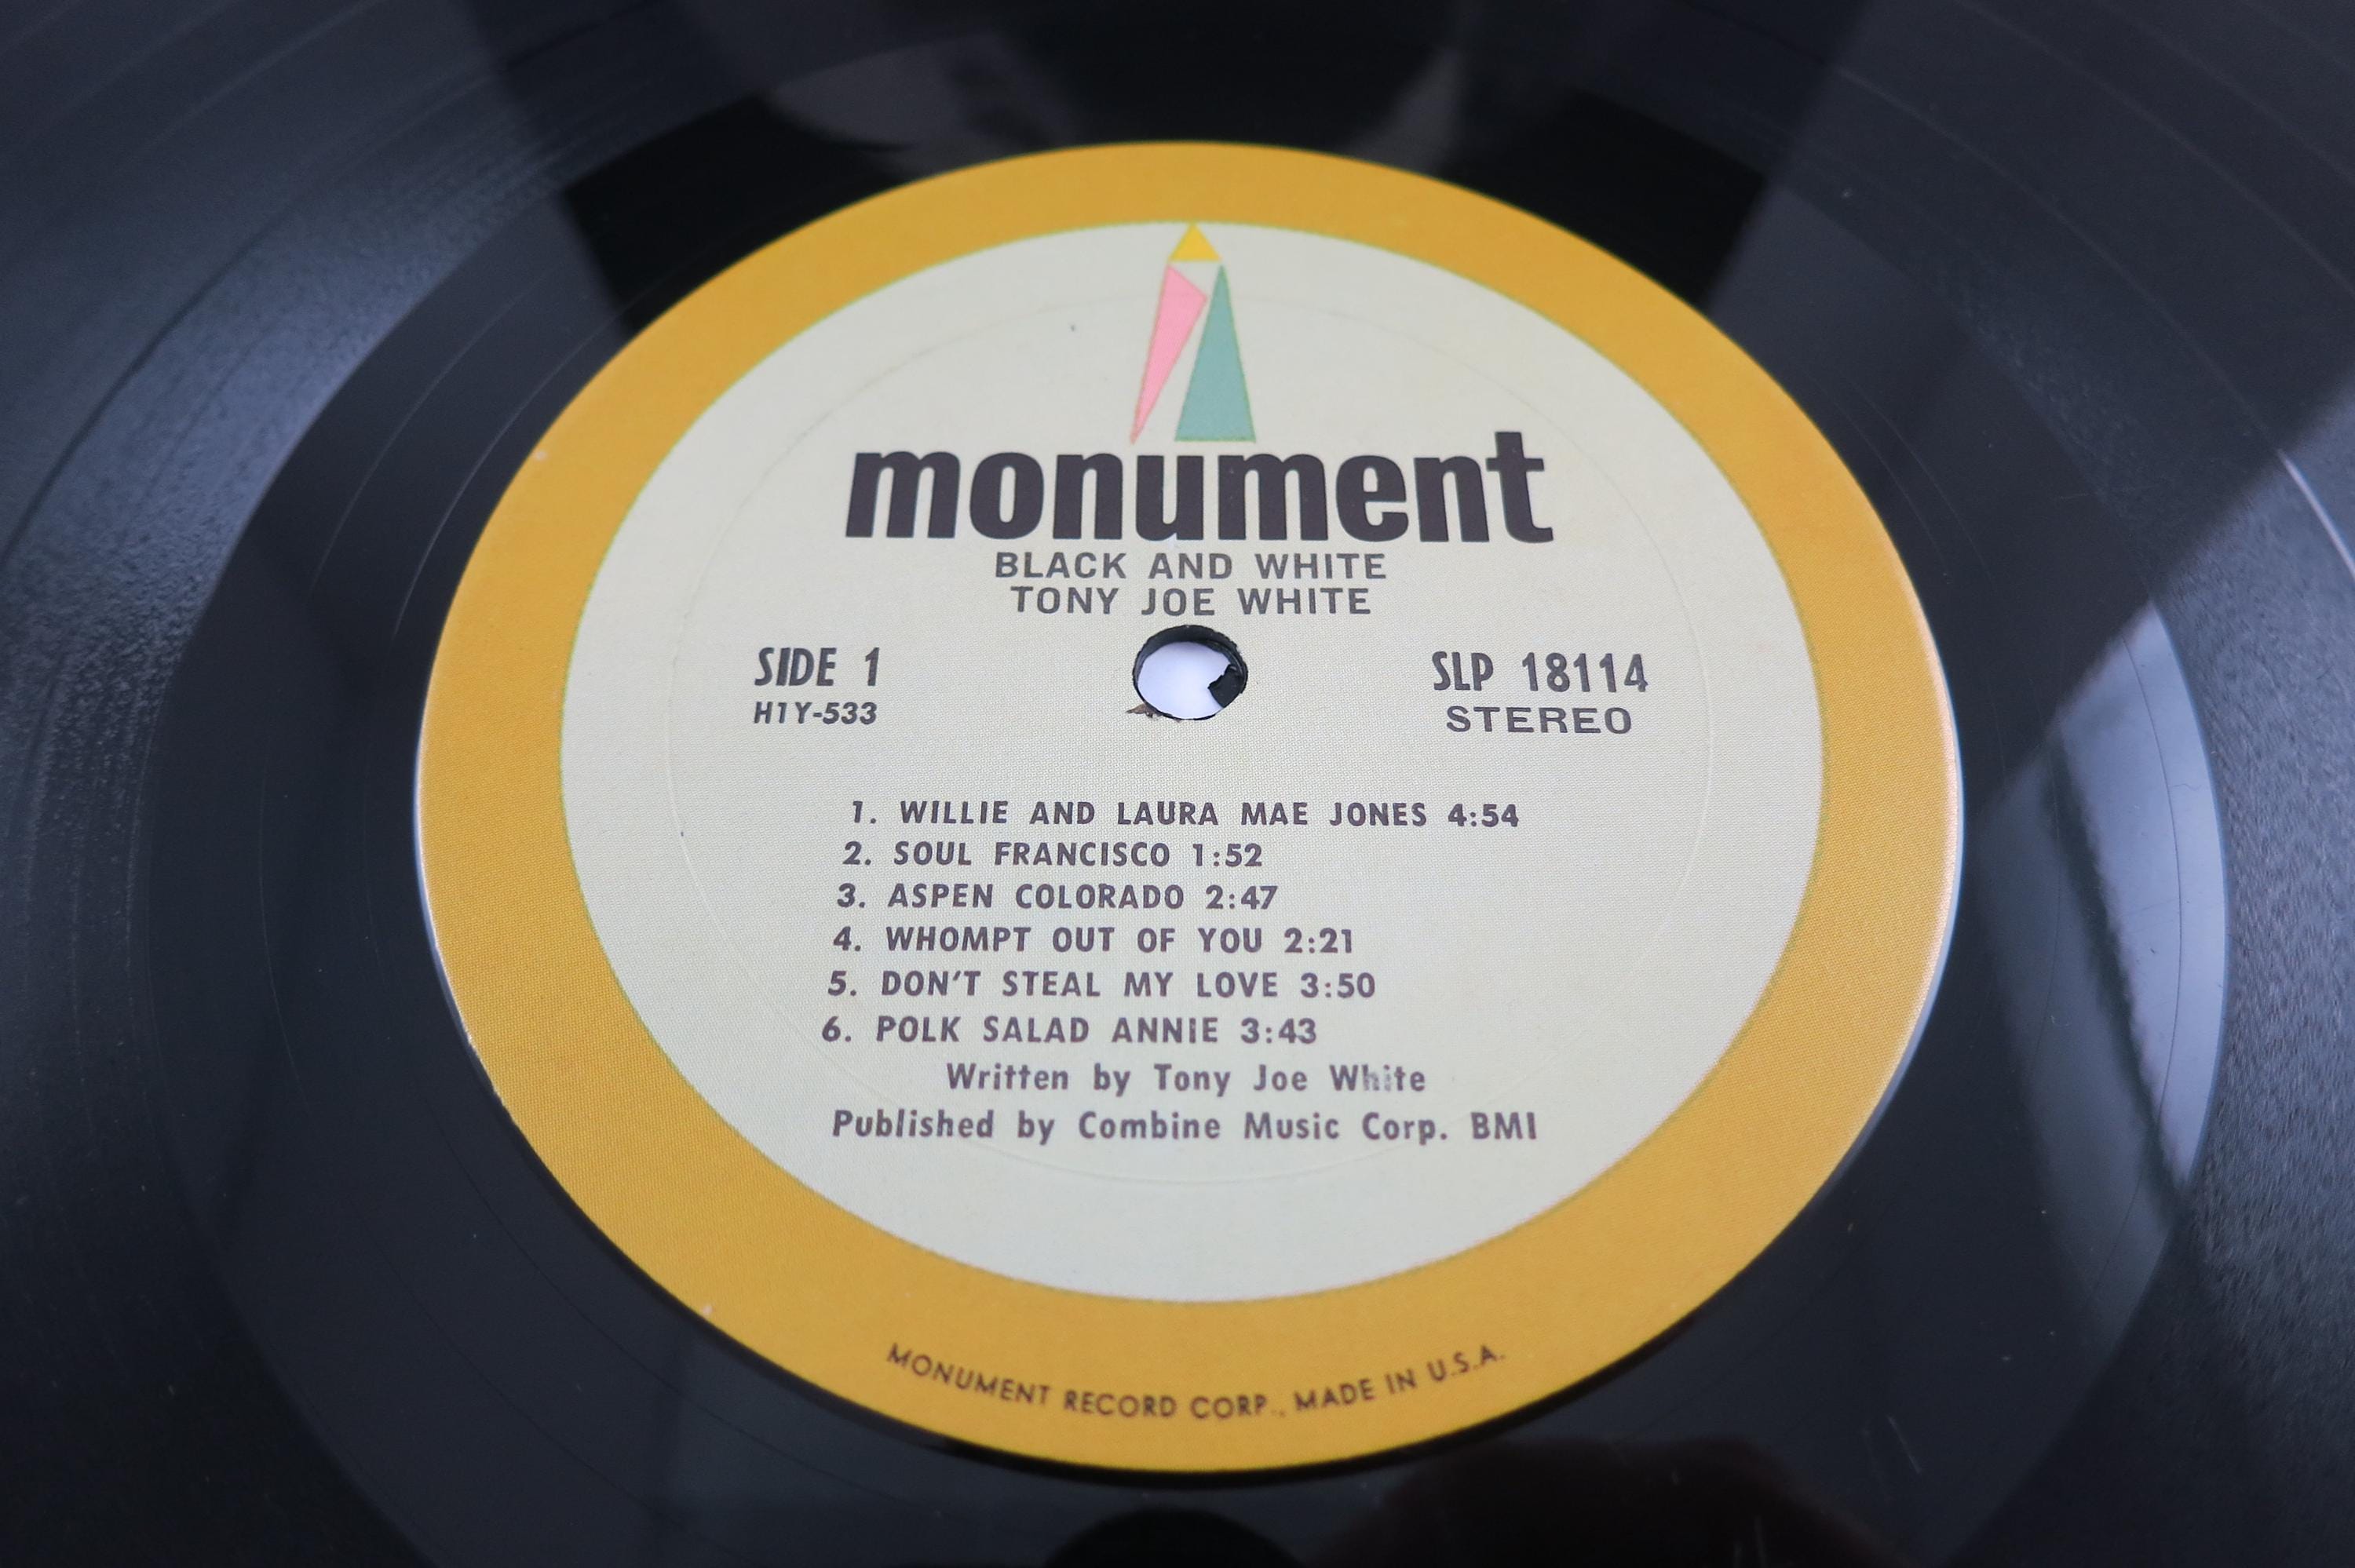 monument
BLACK AND WHITE
TONY JOE WHITE
SIDE 1
H1Y-533
SLP 18114
STEREO
1. WILLIE AND LAURA MAE JONES 4:54
2. SOUL FRANCISCO 1:52
3. ASPEN COLORADO 2:47
4. WHOMPT OUT OF YOU 2:21
5. DON'T STEAL MY LOVE 3:50
6. POLK SALAD ANNIE 3:43
Written by Tony Joe White
Published by Combine Music Corp. BMI
MONUMENT RECORD CORP., MADE IN U.S.A.